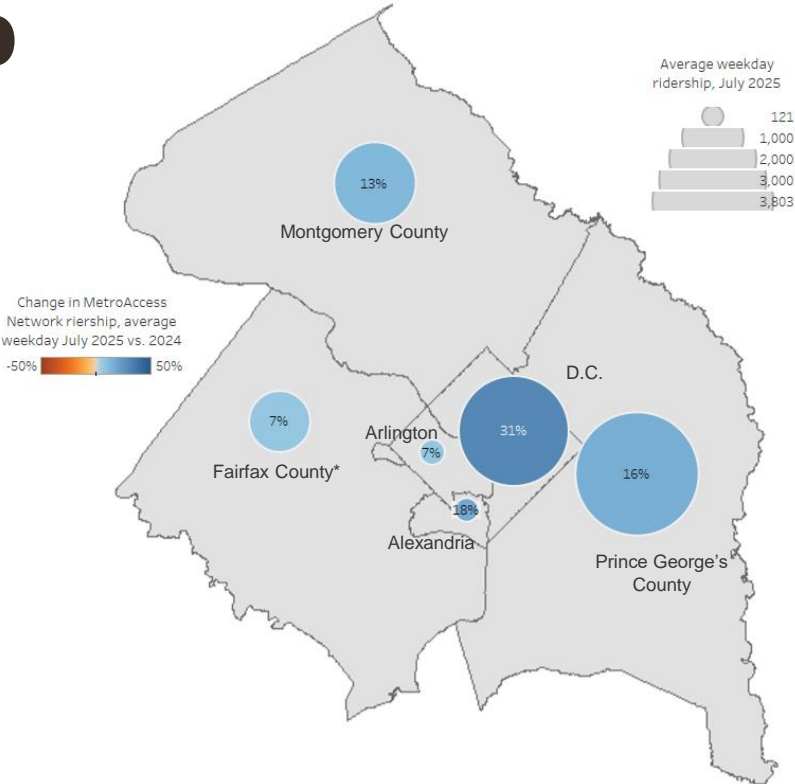 Average weekday
ridership, July 2025
121
1,000
2,000
3,000
3,803
13%
Montgomery County
Change in MetroAccess
Network riership, average
weekday July 2025 vs. 2024
-50%
50%
D.C.
31%
7%
Arlington
7%
Fairfax County*
16%
18%
Alexandria
Prince George's
County